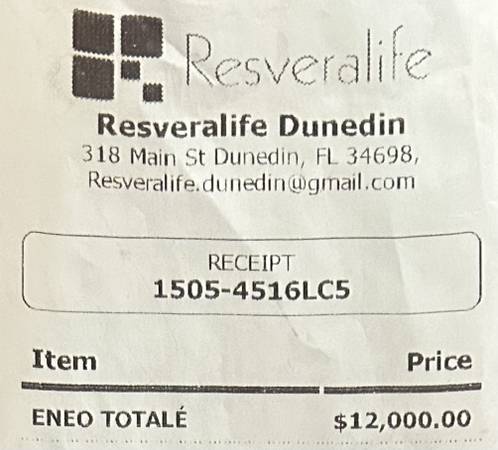 Resveralife
Resveralife Dunedin
318 Main St Dunedin, FL 34698,
Resveralife.dunedin@gmail.com
RECEIPT
1505-4516LC5
Item Price
ENEO TOTALÉ $12,000.00